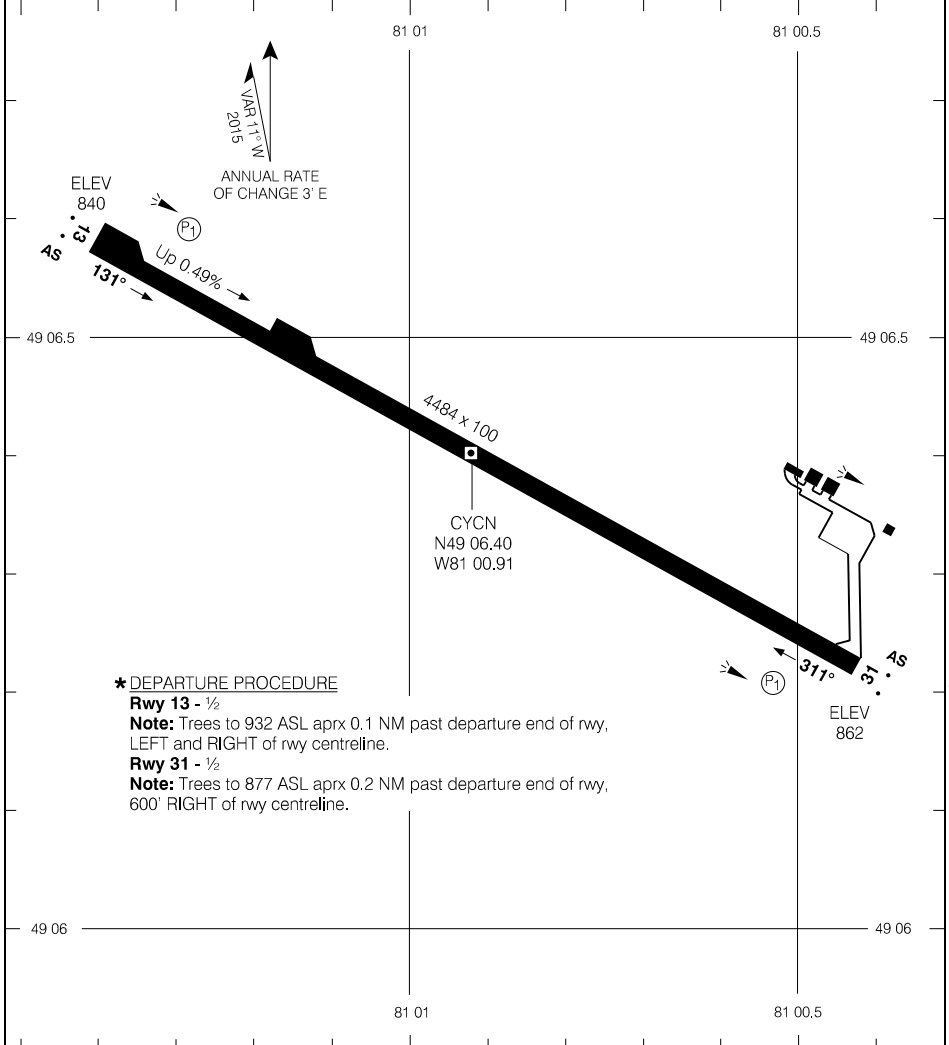 81 01
81 00.5
VAR 11° W
2015
ANNUAL RATE
OF CHANGE 3' E
ELEV
840
P1
13
AS
131°
Up 0.49%
49 06.5
49 06.5
4484 x 100
CYCN
N49 06.40
W81 00.91
311°
31
AS
P1
ELEV
862
* DEPARTURE PROCEDURE
Rwy 13 - ½
Note: Trees to 932 ASL aprx 0.1 NM past departure end of rwy,
LEFT and RIGHT of rwy centreline.
Rwy 31 - ½
Note: Trees to 877 ASL aprx 0.2 NM past departure end of rwy,
600' RIGHT of rwy centreline.
49 06
49 06
81 01
81 00.5